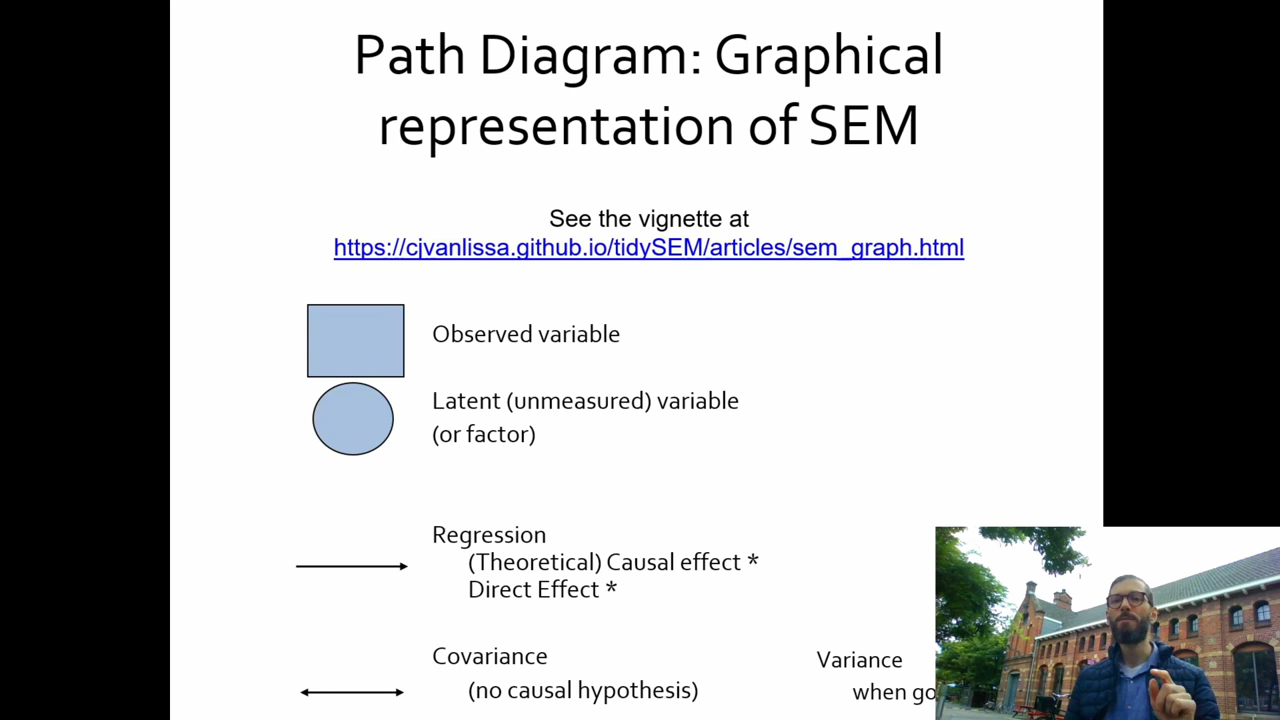 Path Diagram: Graphical
representation of SEM
See the vignette at
https://cjvanlissa.github.io/tidySEM/articles/sem_graph.html
Observed variable
Latent (unmeasured) variable
(or factor)
Regression
(Theoretical) Causal effect *
Direct Effect *
Covariance
(no causal hypothesis)
Variance
when go